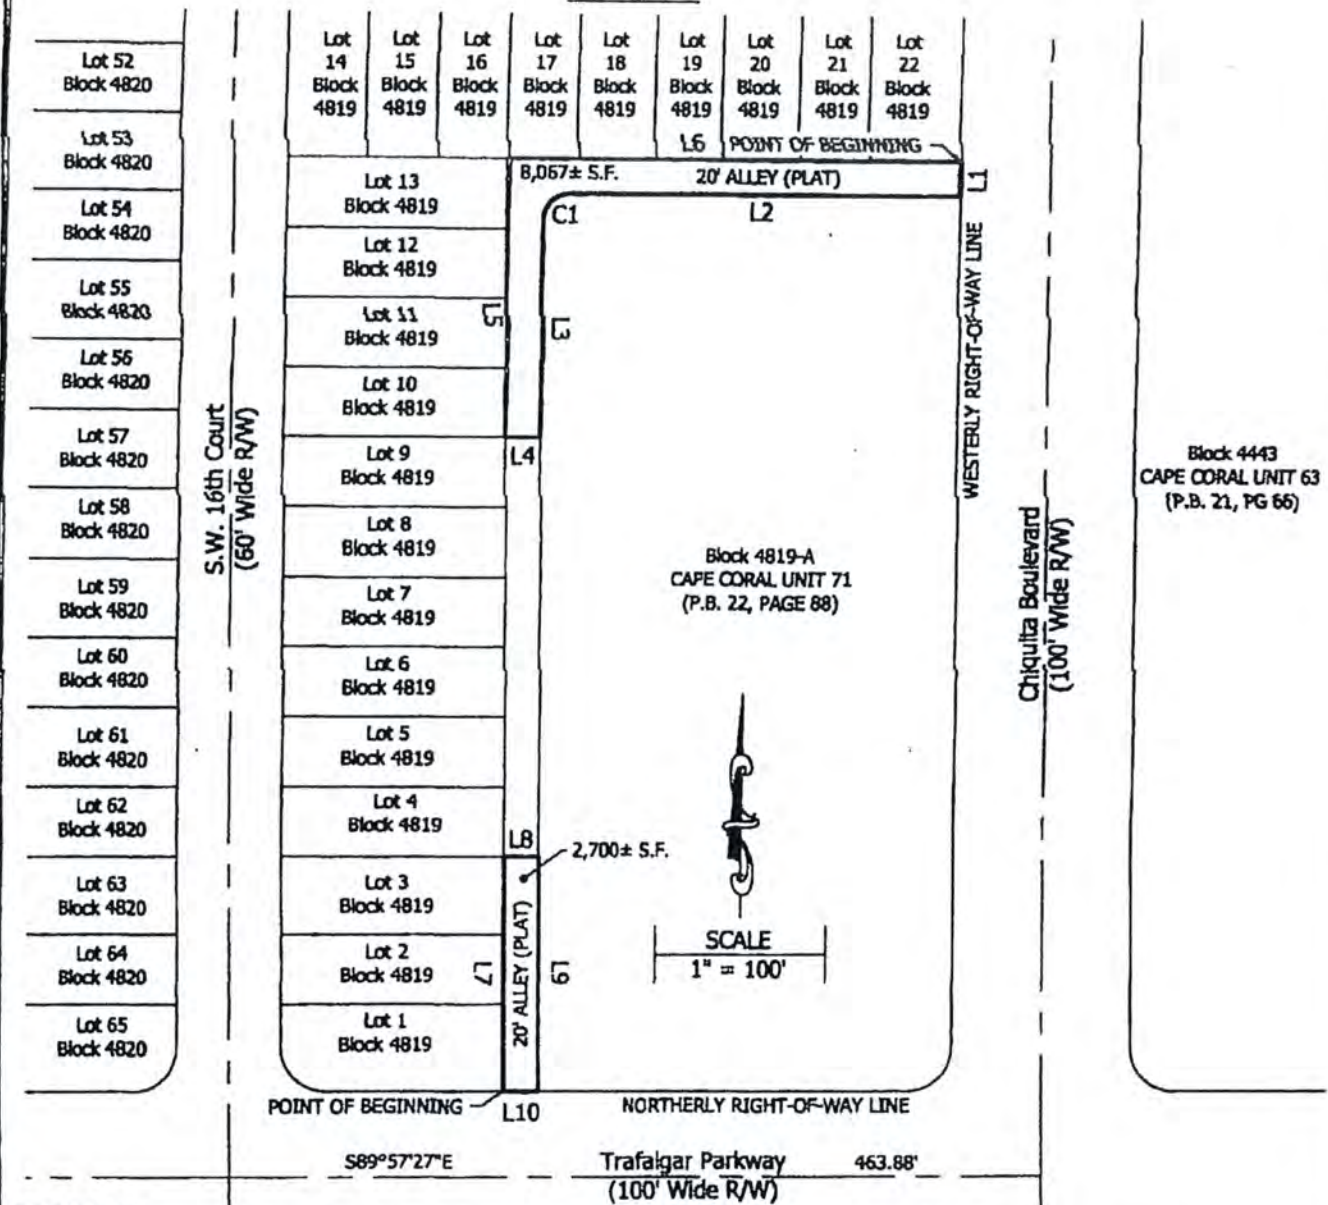 Lot 52
Block 4820
Lot 53
Block 4820
Lot 54
Block 4820
Lot 55
Block 4820
Lot 56
Block 4820
Lot 57
Block 4820
Lot 58
Block 4820
Lot 59
Block 4820
Lot 60
Block 4820
Lot 61
Block 4820
Lot 62
Block 4820
Lot 63
Block 4820
Lot 64
Block 4820
Lot 65
Block 4820
S.W. 16th Court
(60' Wide R/W)
Lot
14
Block
4819
Lot
15
Block
4819
Lot
16
Block
4819
Lot
17
Block
4819
Lot
18
Block
4819
Lot
19
Block
4819
Lot
20
Block
4819
Lot
21
Block
4819
Lot
22
Block
4819
L6
POINT OF BEGINNING
8,067± S.F.
20' ALLEY (PLAT)
L1
C1
L2
Lot 13
Block 4819
Lot 12
Block 4819
Lot 11
Block 4819
Lot 10
Block 4819
Lot 9
Block 4819
Lot 8
Block 4819
Lot 7
Block 4819
Lot 6
Block 4819
Lot 5
Block 4819
Lot 4
Block 4819
Lot 3
Block 4819
Lot 2
Block 4819
Lot 1
Block 4819
L5
L3
L4
L8
2,700± S.F.
20' ALLEY (PLAT)
L7
L9
WESTERLY RIGHT-OF-WAY LINE
Block 4819-A
CAPE CORAL UNIT 71
(P.B. 22, PAGE 88)
SCALE
1" = 100'
Chiquita Boulevard
(100' Wide R/W)
Block 4443
CAPE CORAL UNIT 63
(P.B. 21, PG 66)
POINT OF BEGINNING
L10
NORTHERLY RIGHT-OF-WAY LINE
S89°57'27"E
Trafalgar Parkway
463.88'
(100' Wide R/W)